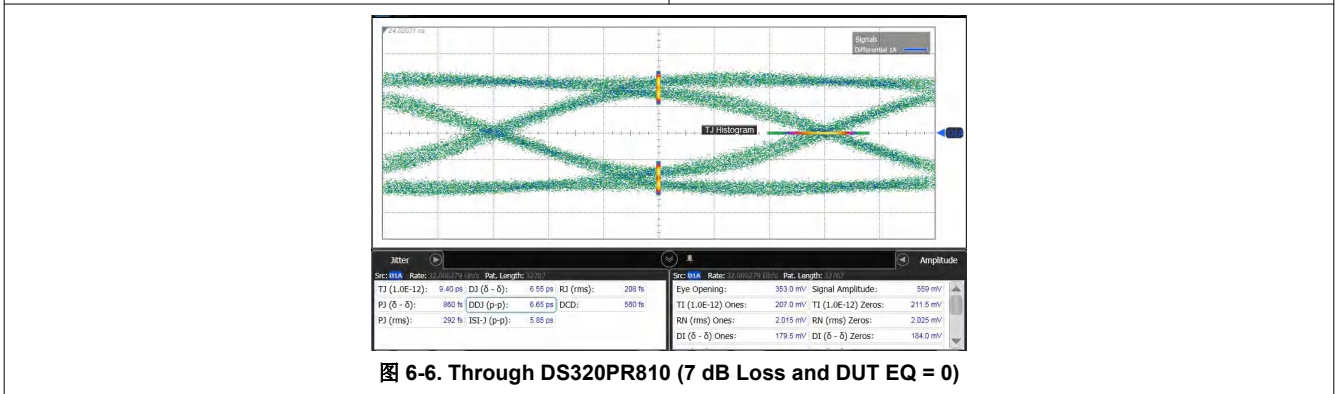 24.02031 ns
Signals
Differential 1A
TJ Histogram
Jitter
Amplitude
Src: D1A Rate: 32.000279 Gb/s Pat. Length: 32767
TJ (1.0E-12): 9.40 ps DJ (δ - δ): 6.55 ps RJ (rms): 208 fs
PJ (δ - δ): 860 fs DDJ (p-p): 6.65 ps DCD: 560 fs
PJ (rms): 292 fs ISI-J (p-p): 5.85 ps
Src: D1A Rate: 32.000279 Gb/s Pat. Length: 32767
Eye Opening: 353.0 mV Signal Amplitude: 559 mV
TI (1.0E-12) Ones: 207.0 mV TI (1.0E-12) Zeros: 211.5 mV
RN (rms) Ones: 2.015 mV RN (rms) Zeros: 2.025 mV
DI (δ - δ) Ones: 179.5 mV DI (δ - δ) Zeros: 184.0 mV
图 6-6. Through DS320PR810 (7 dB Loss and DUT EQ = 0)